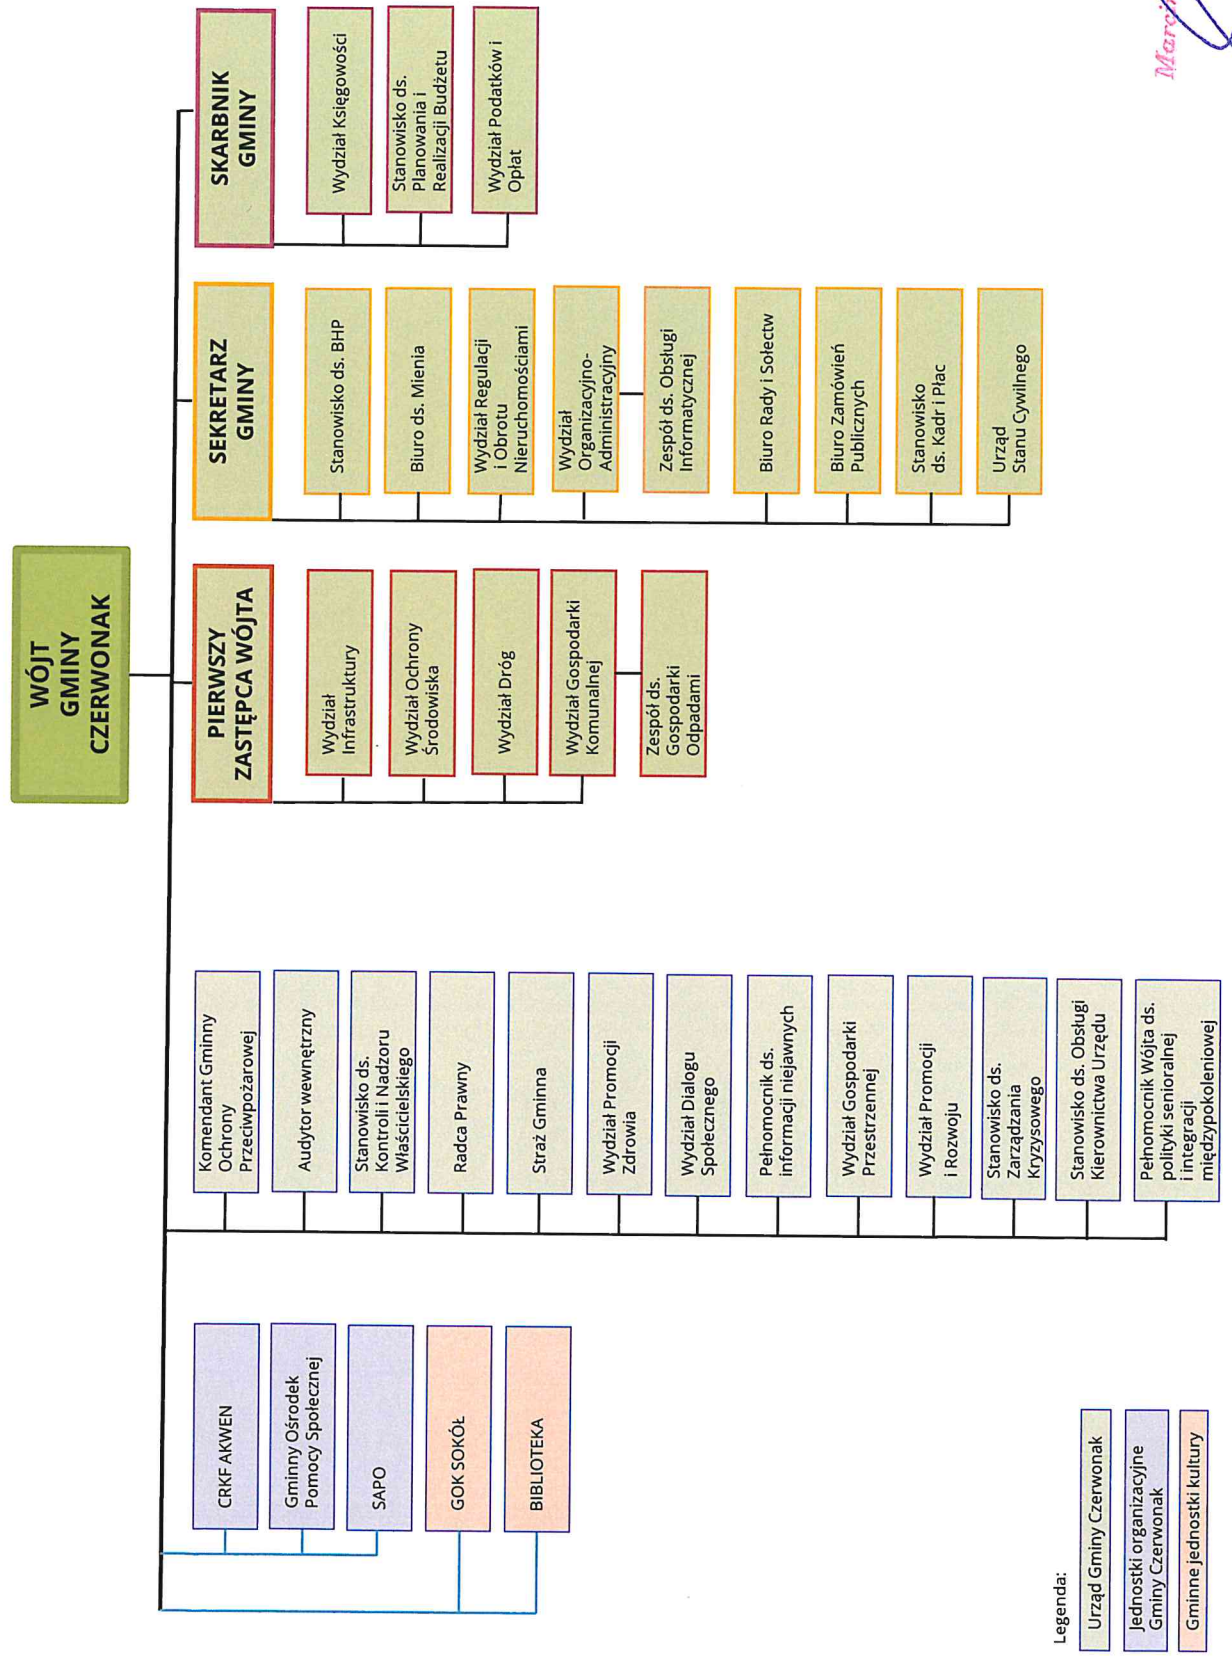 WÓJT
GMINY
CZERWONAK
CRKF AKWEN
Gminny Ośrodek
Pomocy Społecznej
SAPO
GOK SOKÓŁ
BIBLIOTEKA
Komendant Gminny
Ochrony
Przeciwpożarowej
Audytor wewnętrzny
Stanowisko ds.
Kontroli i Nadzoru
Właścicielskiego
Radca Prawny
Straż Gminna
Wydział Promocji
Zdrowia
Wydział Dialogu
Społecznego
Pełnomocnik ds.
informacji niejawnych
Wydział Gospodarki
Przestrzennej
Wydział Promocji
i Rozwoju
Stanowisko ds.
Zarządzania
Kryzysowego
Stanowisko ds. Obsługi
Kierownictwa Urzędu
Pełnomocnik Wójta ds.
polityki senioralnej
i integracji
międzypokoleniowej
PIERWSZY
ZASTĘPCA WÓJTA
Wydział
Infrastruktury
Wydział Ochrony
Środowiska
Wydział Dróg
Wydział Gospodarki
Komunalnej
Zespół ds.
Gospodarki
Odpadami
SEKRETARZ
GMINY
Stanowisko ds. BHP
Biuro ds. Mienia
Wydział Regulacji
i Obrotu
Nieruchomościami
Wydział
Organizacyjno-
Administracyjny
Zespół ds. Obsługi
Informatycznej
Biuro Rady i Sołectw
Biuro Zamówień
Publicznych
Stanowisko
ds. Kadr i Płac
Urząd
Stanu Cywilnego
SKARBNIK
GMINY
Wydział Księgowości
Stanowisko ds.
Planowania i
Realizacji Budżetu
Wydział Podatków i
Opłat
Legenda:
Urząd Gminy Czerwonak
Jednostki organizacyjne
Gminy Czerwonak
Gminne jednostki kultury